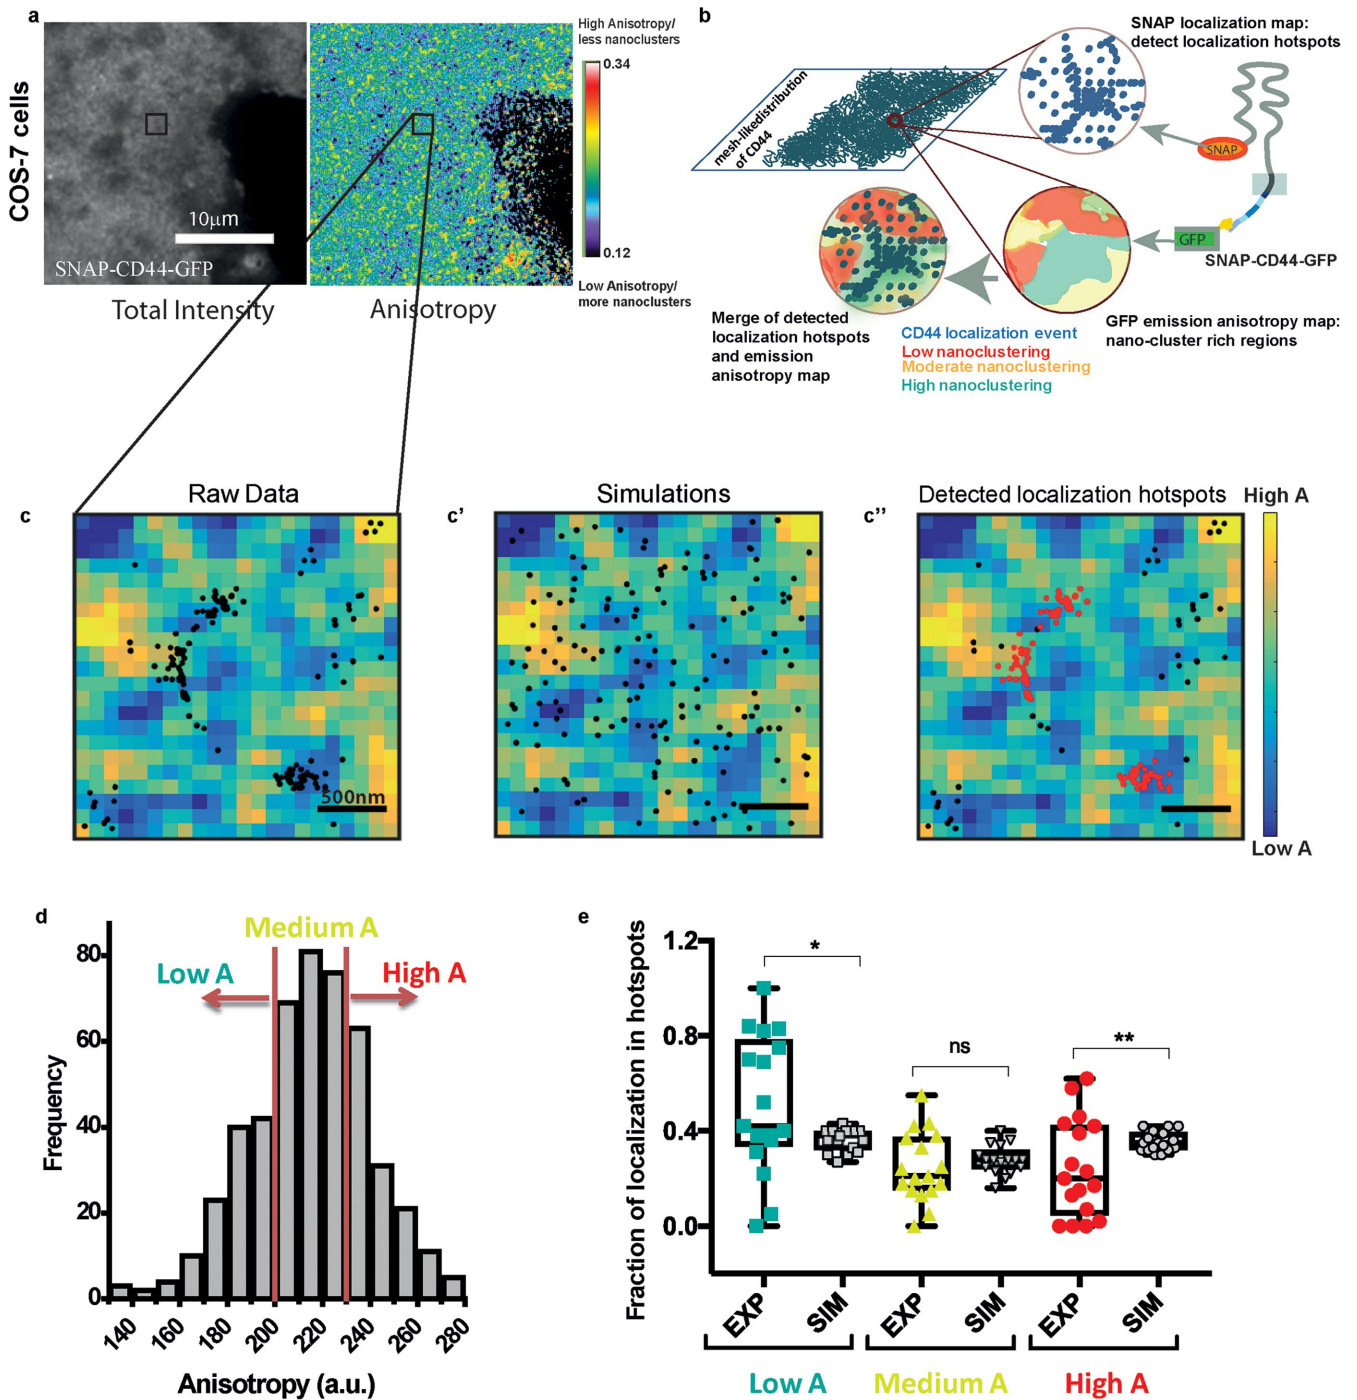 a
COS-7 cells
SNAP-CD44-GFP
10μm
Total Intensity
Anisotropy
High Anisotropy/
less nanoclusters
0.34
0.12
Low Anisotropy/
more nanoclusters
b
mesh-likedistribution
of CD44
SNAP localization map:
detect localization hotspots
SNAP
GFP
SNAP-CD44-GFP
Merge of detected
localization hotspots
and emission
anisotropy map
CD44 localization event
Low nanoclustering
Moderate nanoclustering
High nanoclustering
GFP emission anisotropy map:
nano-cluster rich regions
c
Raw Data
500nm
c'
Simulations
c''
Detected localization hotspots
High A
Low A
d
Medium A
Low A
High A
Frequency
80
60
40
20
0
140 160 180 200 220 240 260 280
Anisotropy (a.u.)
e
Fraction of localization in hotspots
1.2
0.8
0.4
0.0
*
ns
**
EXP SIM EXP SIM EXP SIM
Low A Medium A High A